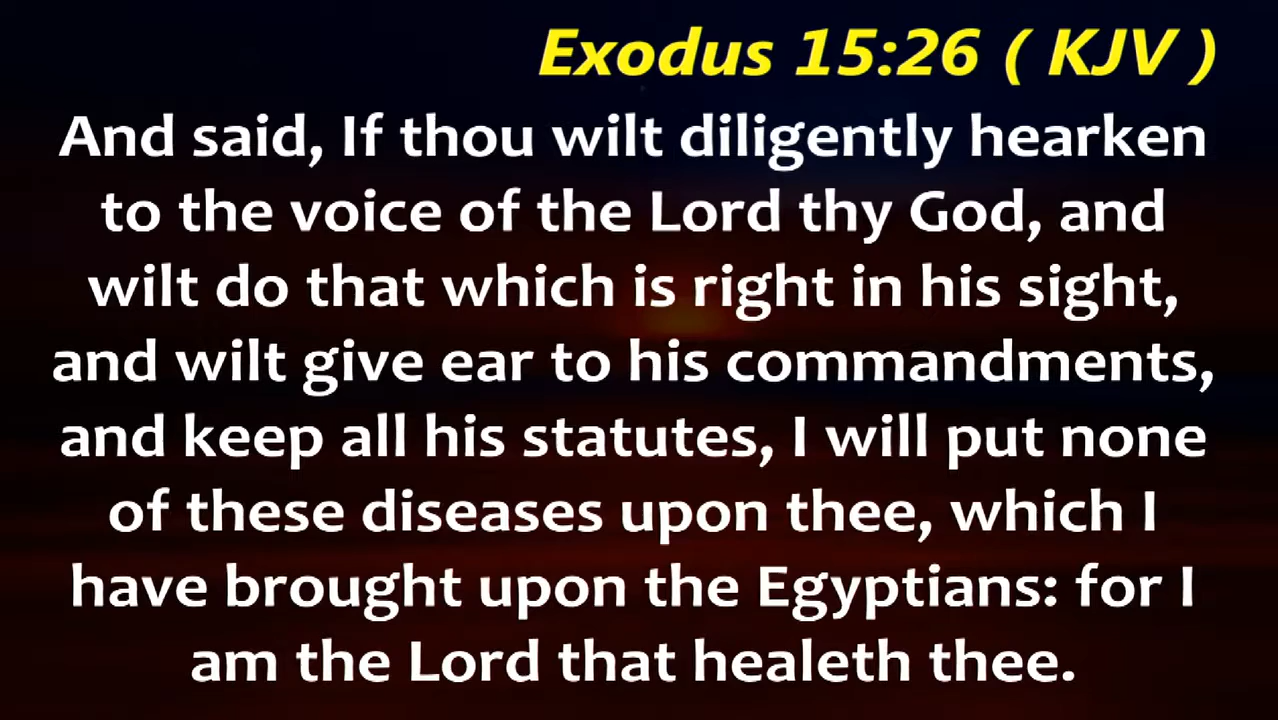 Exodus 15:26 ( KJV )
And said, If thou wilt diligently hearken
to the voice of the Lord thy God, and
wilt do that which is right in his sight,
and wilt give ear to his commandments,
and keep all his statutes, I will put none
of these diseases upon thee, which I
have brought upon the Egyptians: for I
am the Lord that healeth thee.